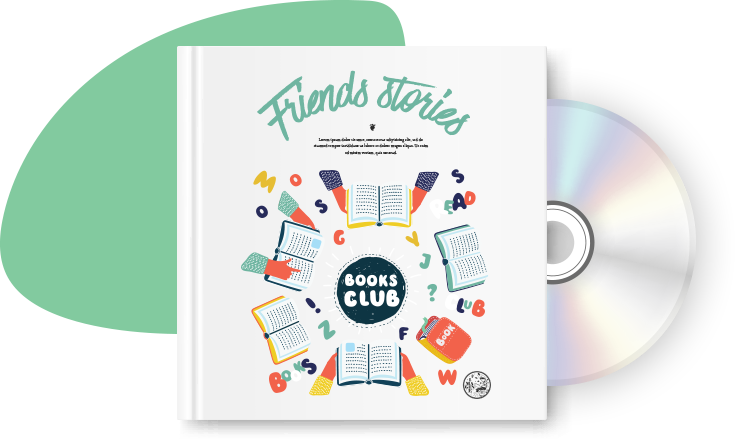 Friends stories
Lorem ipsum dolor sit amet, consectetur adipiscing elit, sed do
eiusmod tempor incididunt ut labore et dolore magna aliqua. Ut enim
ad minim veniam, quis nostrud.
M O S
O S READ
G Y
J
BOOKS
CLUB
?
! CLUB
Z F
BOOK
BOOKS
W